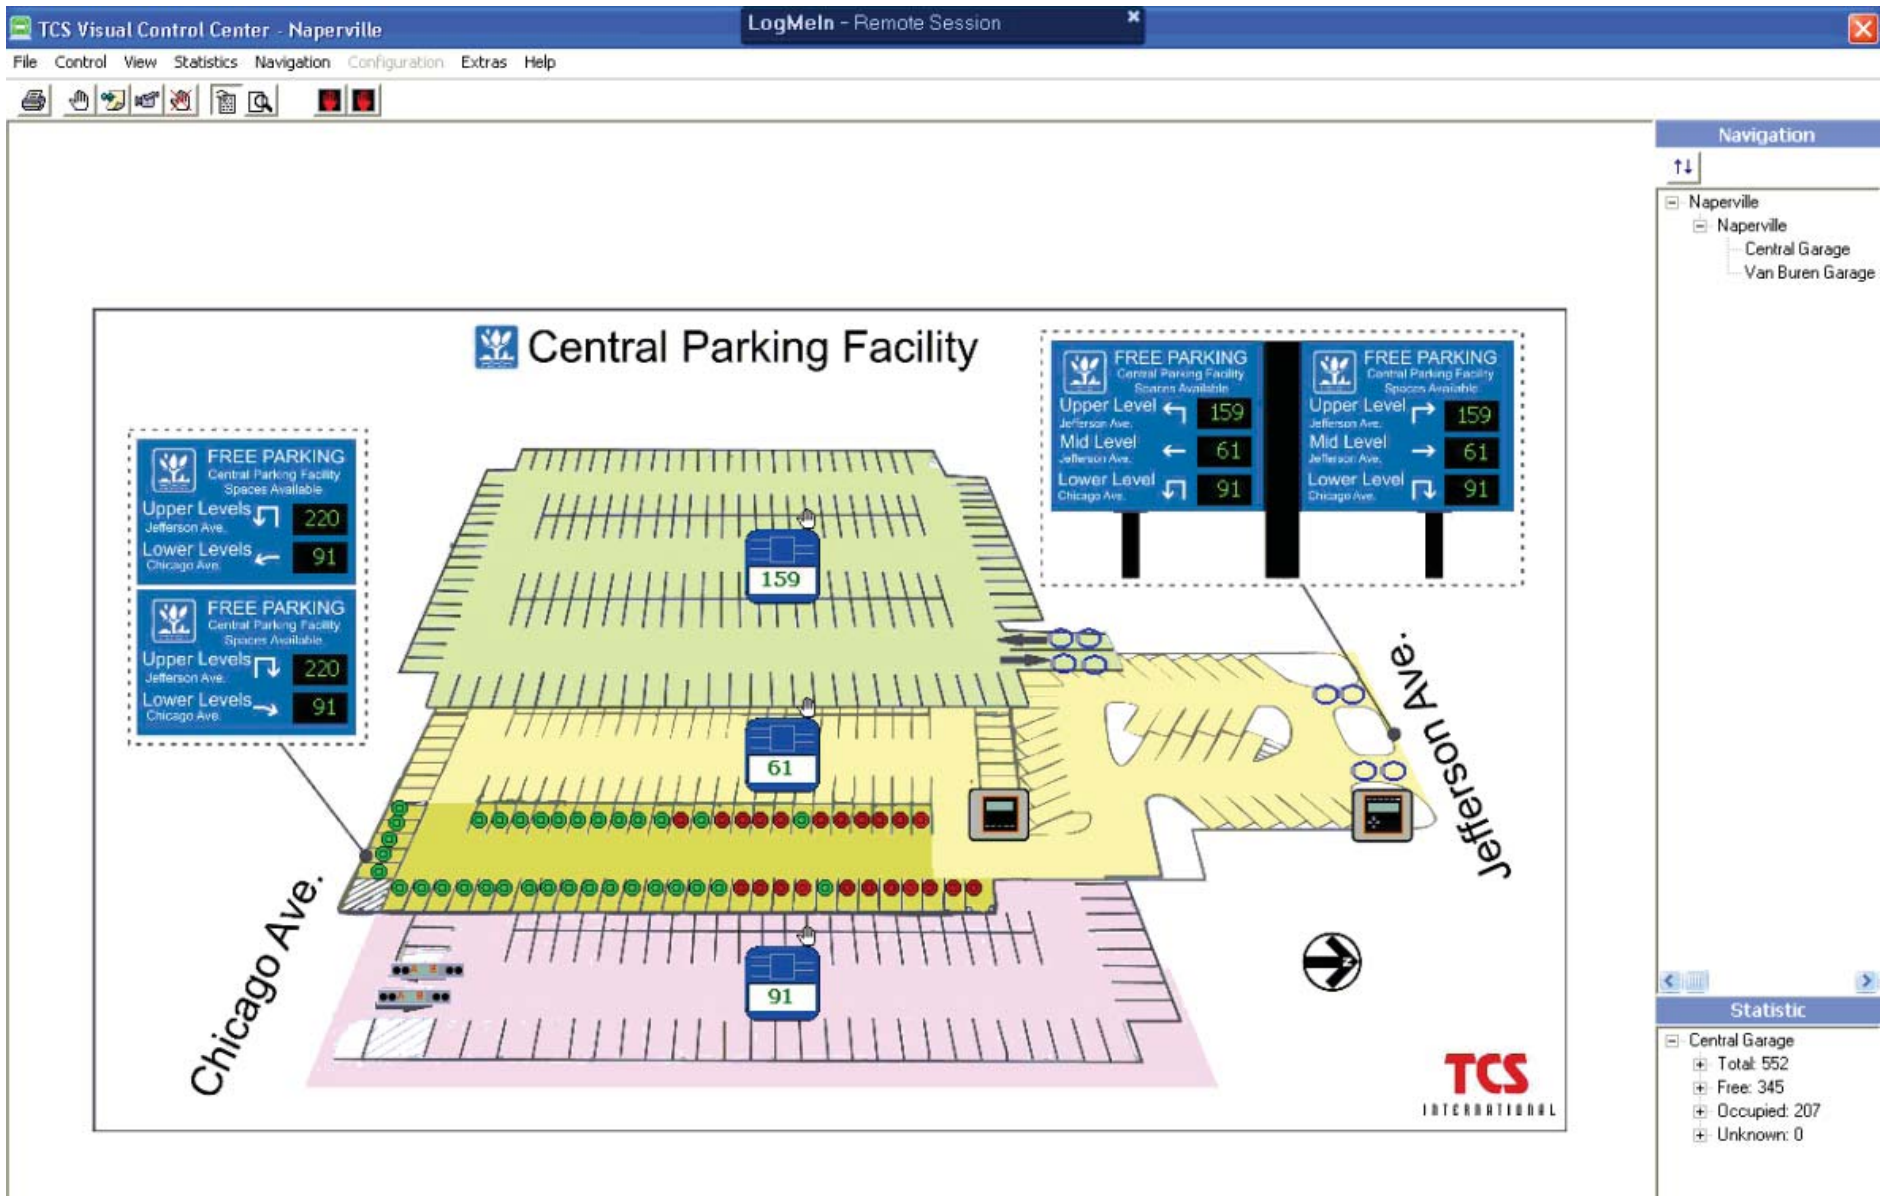 TCS Visual Control Center - Naperville
LogMeIn - Remote Session
File Control View Statistics Navigation Configuration Extras Help
Navigation
Naperville
Naperville
Central Garage
Van Buren Garage
Central Parking Facility
FREE PARKING
Central Parking Facility
Spaces Available
Upper Levels 220
Jefferson Ave.
Lower Levels 91
Chicago Ave.
FREE PARKING
Central Parking Facility
Spaces Available
Upper Levels 220
Jefferson Ave.
Lower Levels 91
Chicago Ave.
FREE PARKING
Central Parking Facility
Spaces Available
Upper Level 159
Jefferson Ave.
Mid Level 61
Jefferson Ave.
Lower Level 91
Chicago Ave.
FREE PARKING
Central Parking Facility
Spaces Available
Upper Level 159
Jefferson Ave.
Mid Level 61
Jefferson Ave.
Lower Level 91
Chicago Ave.
159
61
91
Chicago Ave.
Jefferson Ave.
N
TCS
INTERNATIONAL
Statistic
Central Garage
Total: 552
Free: 345
Occupied: 207
Unknown: 0